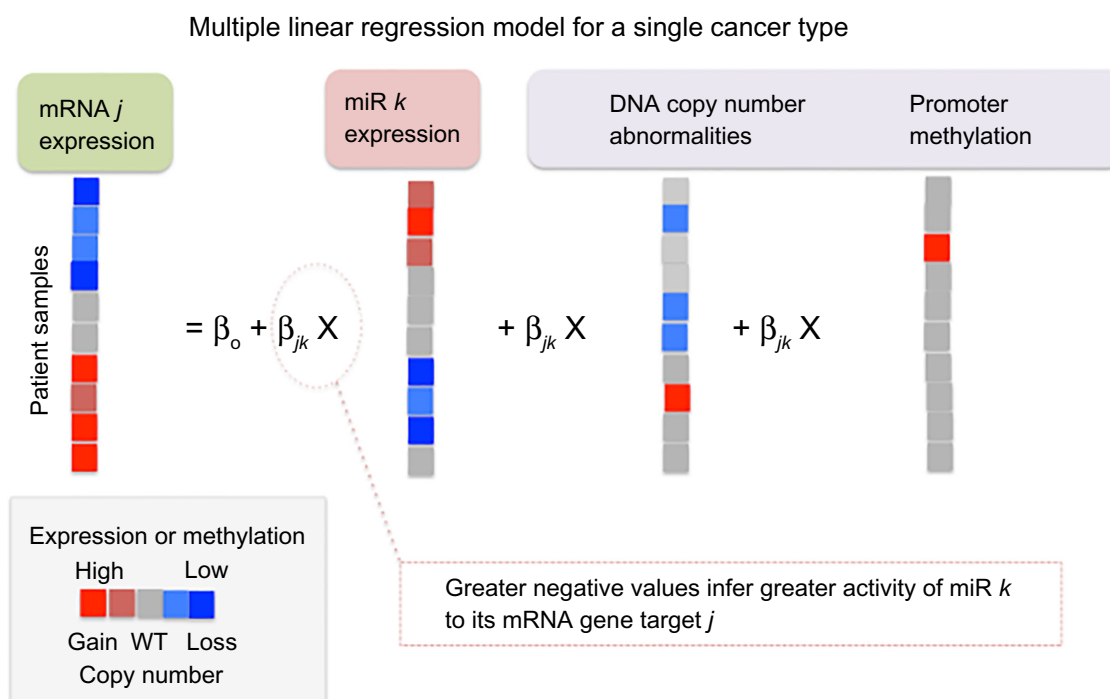 Multiple linear regression model for a single cancer type
mRNA j
expression
miR k
expression
DNA copy number
abnormalities
Promoter
methylation
Patient samples
= βo + βjk X
+ βjk X
+ βjk X
Expression or methylation
High Low
Gain WT Loss
Copy number
Greater negative values infer greater activity of miR k
to its mRNA gene target j